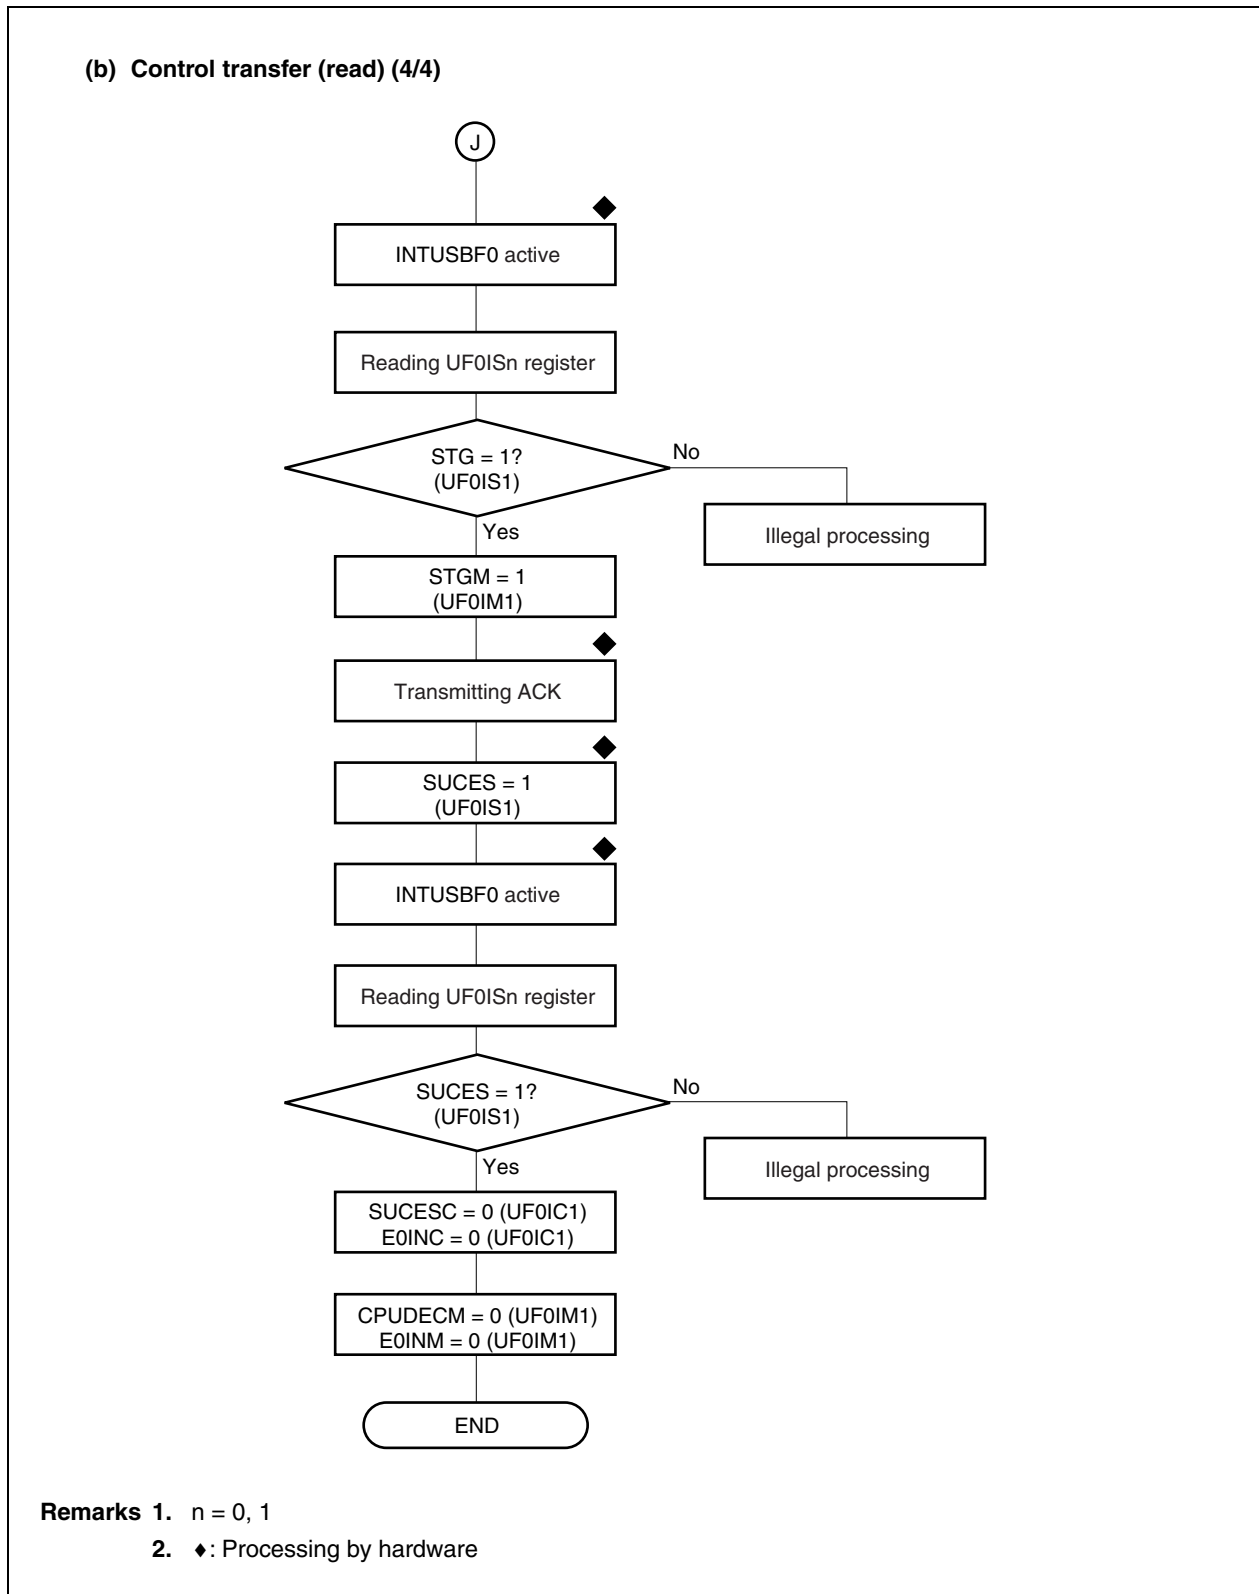 (b) Control transfer (read) (4/4)
J
◆
INTUSBF0 active
Reading UF0ISn register
STG = 1?
(UF0IS1)
No
Illegal processing
Yes
STGM = 1
(UF0IM1)
◆
Transmitting ACK
◆
SUCES = 1
(UF0IS1)
◆
INTUSBF0 active
Reading UF0ISn register
SUCES = 1?
(UF0IS1)
No
Illegal processing
Yes
SUCESC = 0 (UF0IC1)
E0INC = 0 (UF0IC1)
CPUDECM = 0 (UF0IM1)
E0INM = 0 (UF0IM1)
END
Remarks 1. n = 0, 1
2. ◆: Processing by hardware